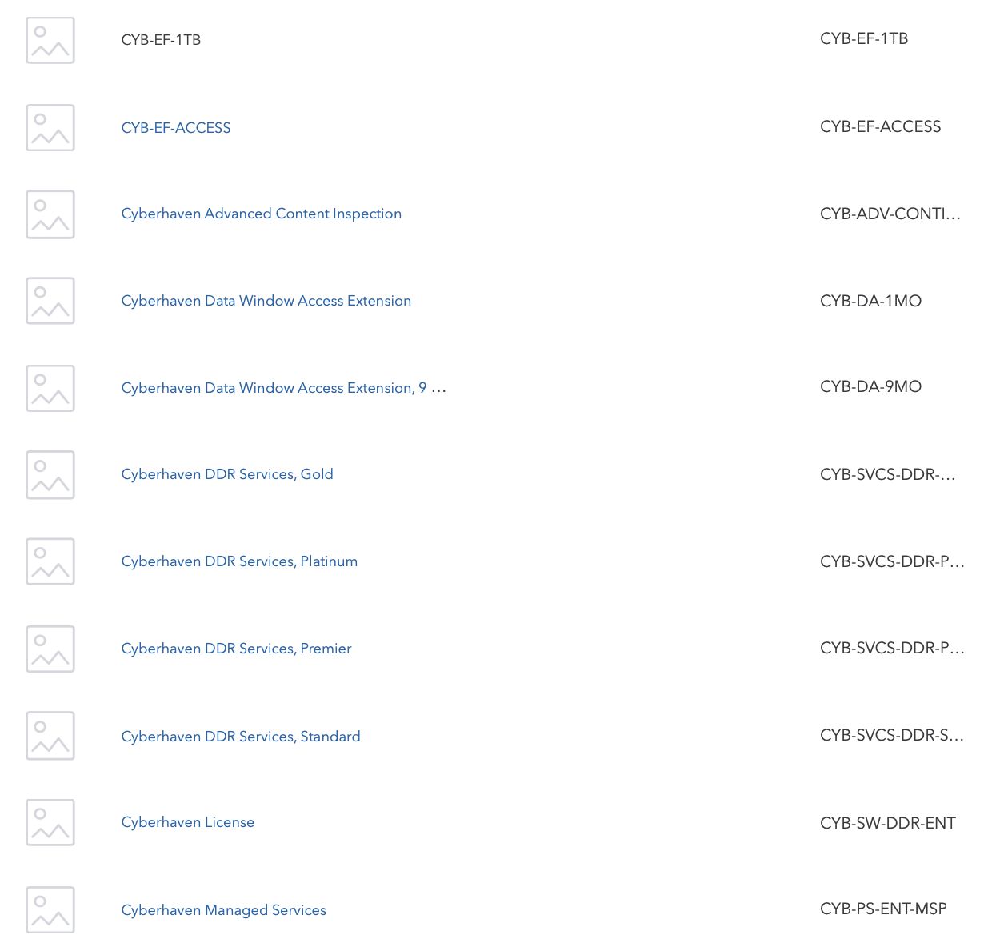 CYB-EF-1TB CYB-EF-1TB
CYB-EF-ACCESS CYB-EF-ACCESS
Cyberhaven Advanced Content Inspection CYB-ADV-CONTI…
Cyberhaven Data Window Access Extension CYB-DA-1MO
Cyberhaven Data Window Access Extension, 9 … CYB-DA-9MO
Cyberhaven DDR Services, Gold CYB-SVCS-DDR-…
Cyberhaven DDR Services, Platinum CYB-SVCS-DDR-P…
Cyberhaven DDR Services, Premier CYB-SVCS-DDR-P…
Cyberhaven DDR Services, Standard CYB-SVCS-DDR-S…
Cyberhaven License CYB-SW-DDR-ENT
Cyberhaven Managed Services CYB-PS-ENT-MSP